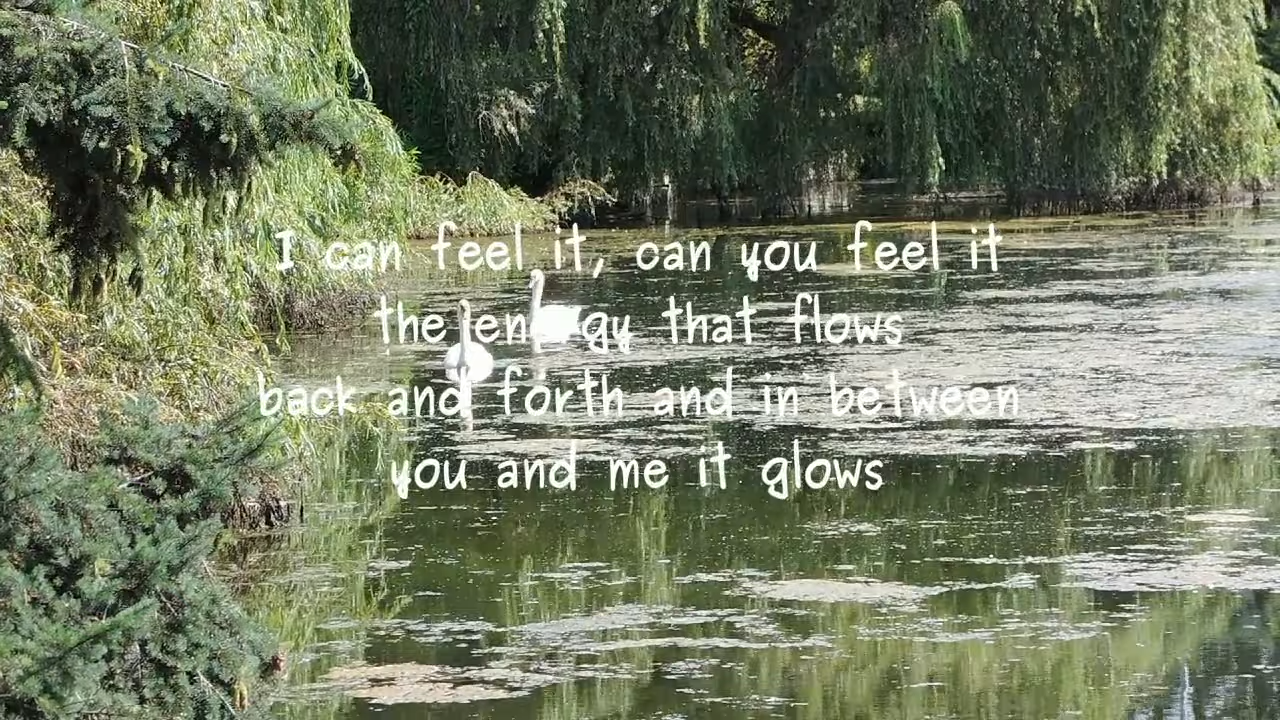 I can feel it, can you feel it
the energy that flows
back and forth and in between
you and me it glows